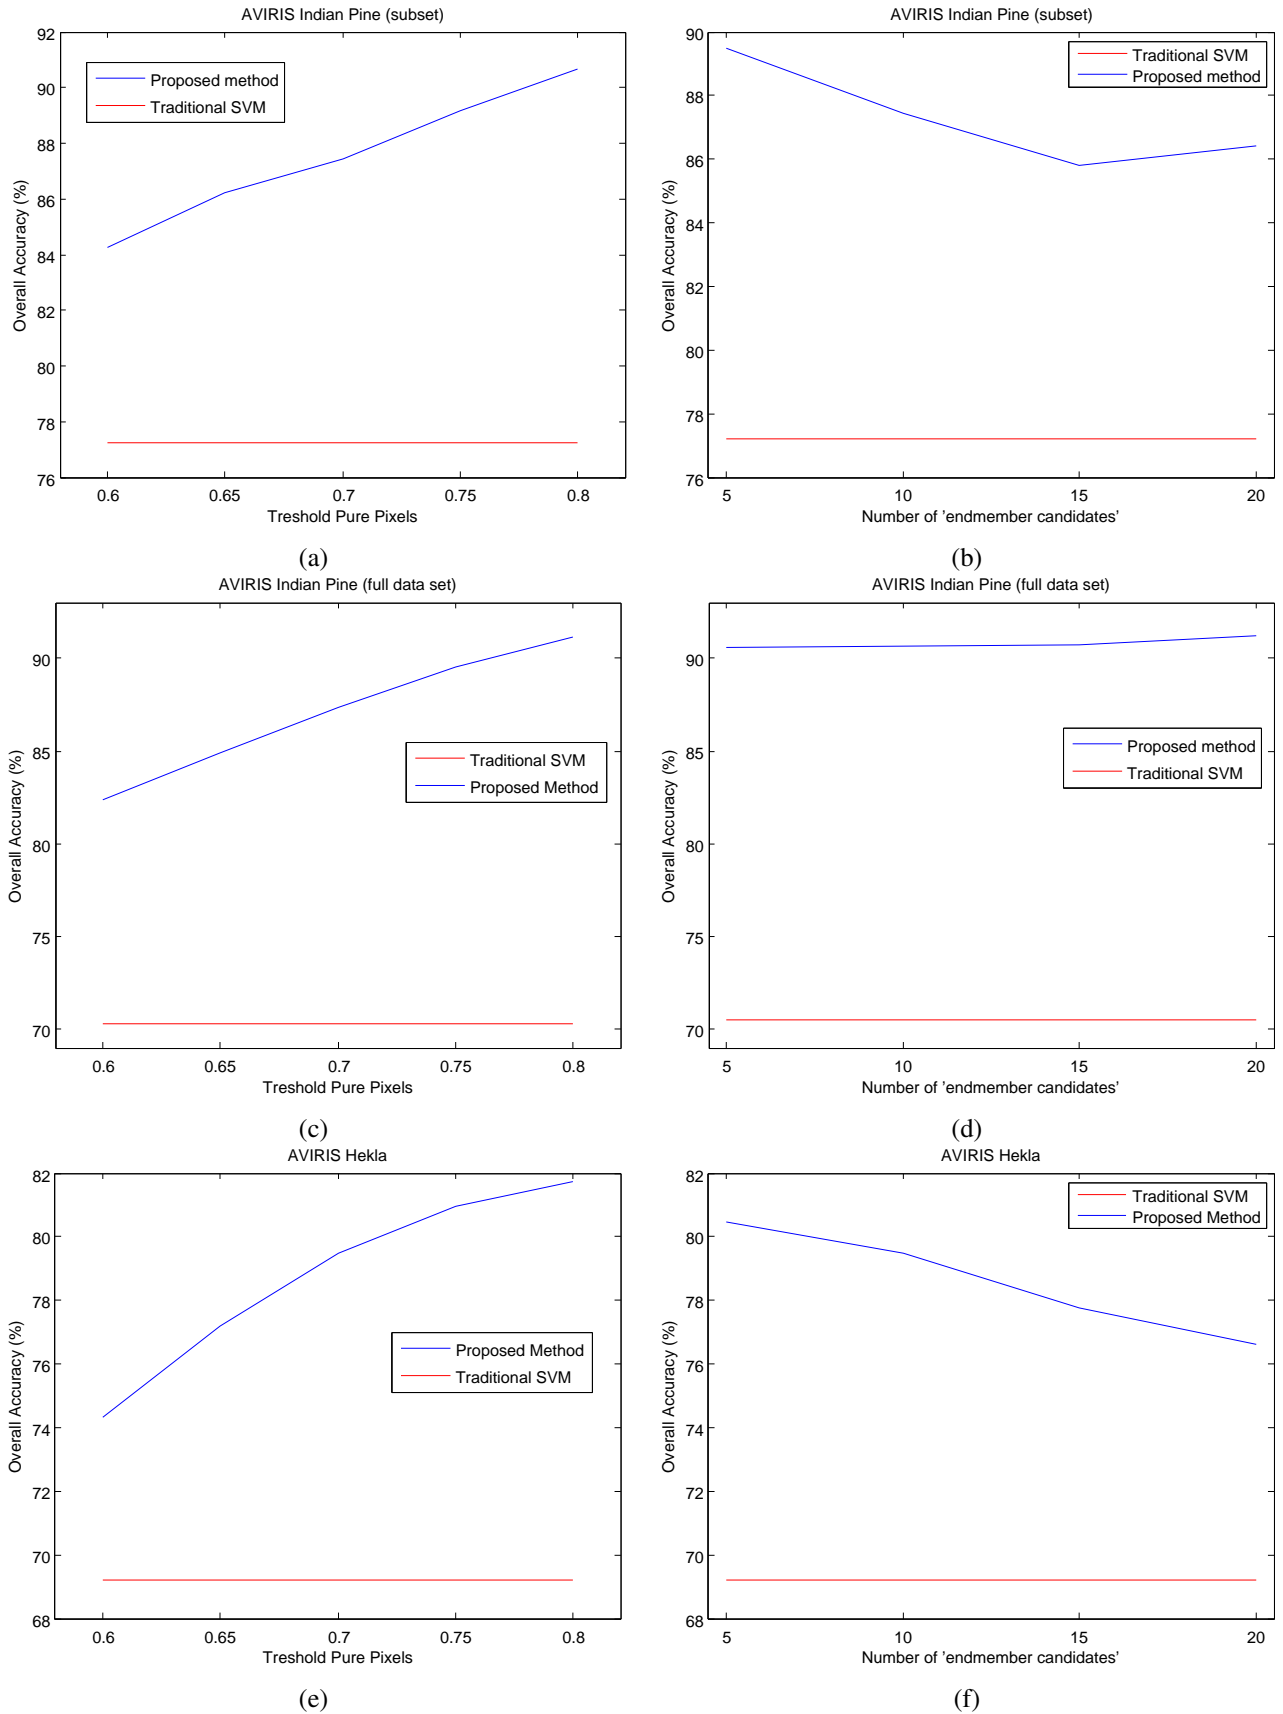 AVIRIS Indian Pine (subset)
92
90
88
86
84
82
80
78
76
Overall Accuracy (%)
Proposed method
Traditional SVM
0.6 0.65 0.7 0.75 0.8
Treshold Pure Pixels
(a)
AVIRIS Indian Pine (subset)
90
88
86
84
82
80
78
76
Overall Accuracy (%)
Traditional SVM
Proposed method
5 10 15 20
Number of 'endmember candidates'
(b)
AVIRIS Indian Pine (full data set)
90
85
80
75
70
Overall Accuracy (%)
Traditional SVM
Proposed Method
0.6 0.65 0.7 0.75 0.8
Treshold Pure Pixels
(c)
AVIRIS Indian Pine (full data set)
90
85
80
75
70
Overall Accuracy (%)
Proposed method
Traditional SVM
5 10 15 20
Number of 'endmember candidates'
(d)
AVIRIS Hekla
82
80
78
76
74
72
70
68
Overall Accuracy (%)
Proposed Method
Traditional SVM
0.6 0.65 0.7 0.75 0.8
Treshold Pure Pixels
(e)
AVIRIS Hekla
82
80
78
76
74
72
70
68
Overall Accuracy (%)
Traditional SVM
Proposed Method
5 10 15 20
Number of 'endmember candidates'
(f)